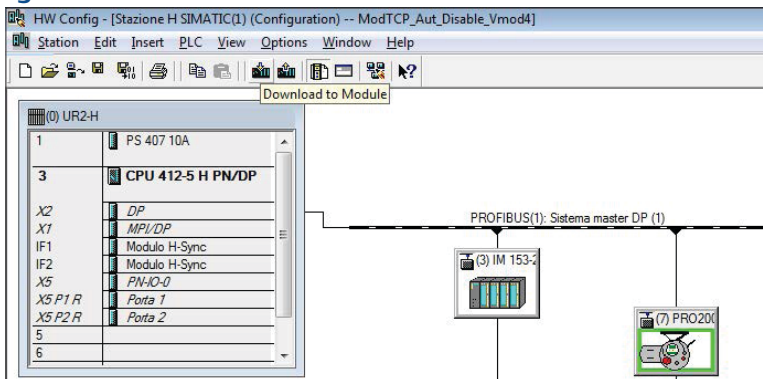 HW Config - [Stazione H SIMATIC(1) (Configuration) -- ModTCP_Aut_Disable_Vmod4]
Station Edit Insert PLC View Options Window Help
Download to Module
(0) UR2-H
1 PS 407 10A
3 CPU 412-5 H PN/DP
X2 DP
X1 MPI/DP
IF1 Modulo H-Sync
IF2 Modulo H-Sync
X5 PN-IO-0
X5 P1 R Porta 1
X5 P2 R Porta 2
5
6
PROFIBUS(1): Sistema master DP (1)
(3) IM 153-2
(7) PRO200